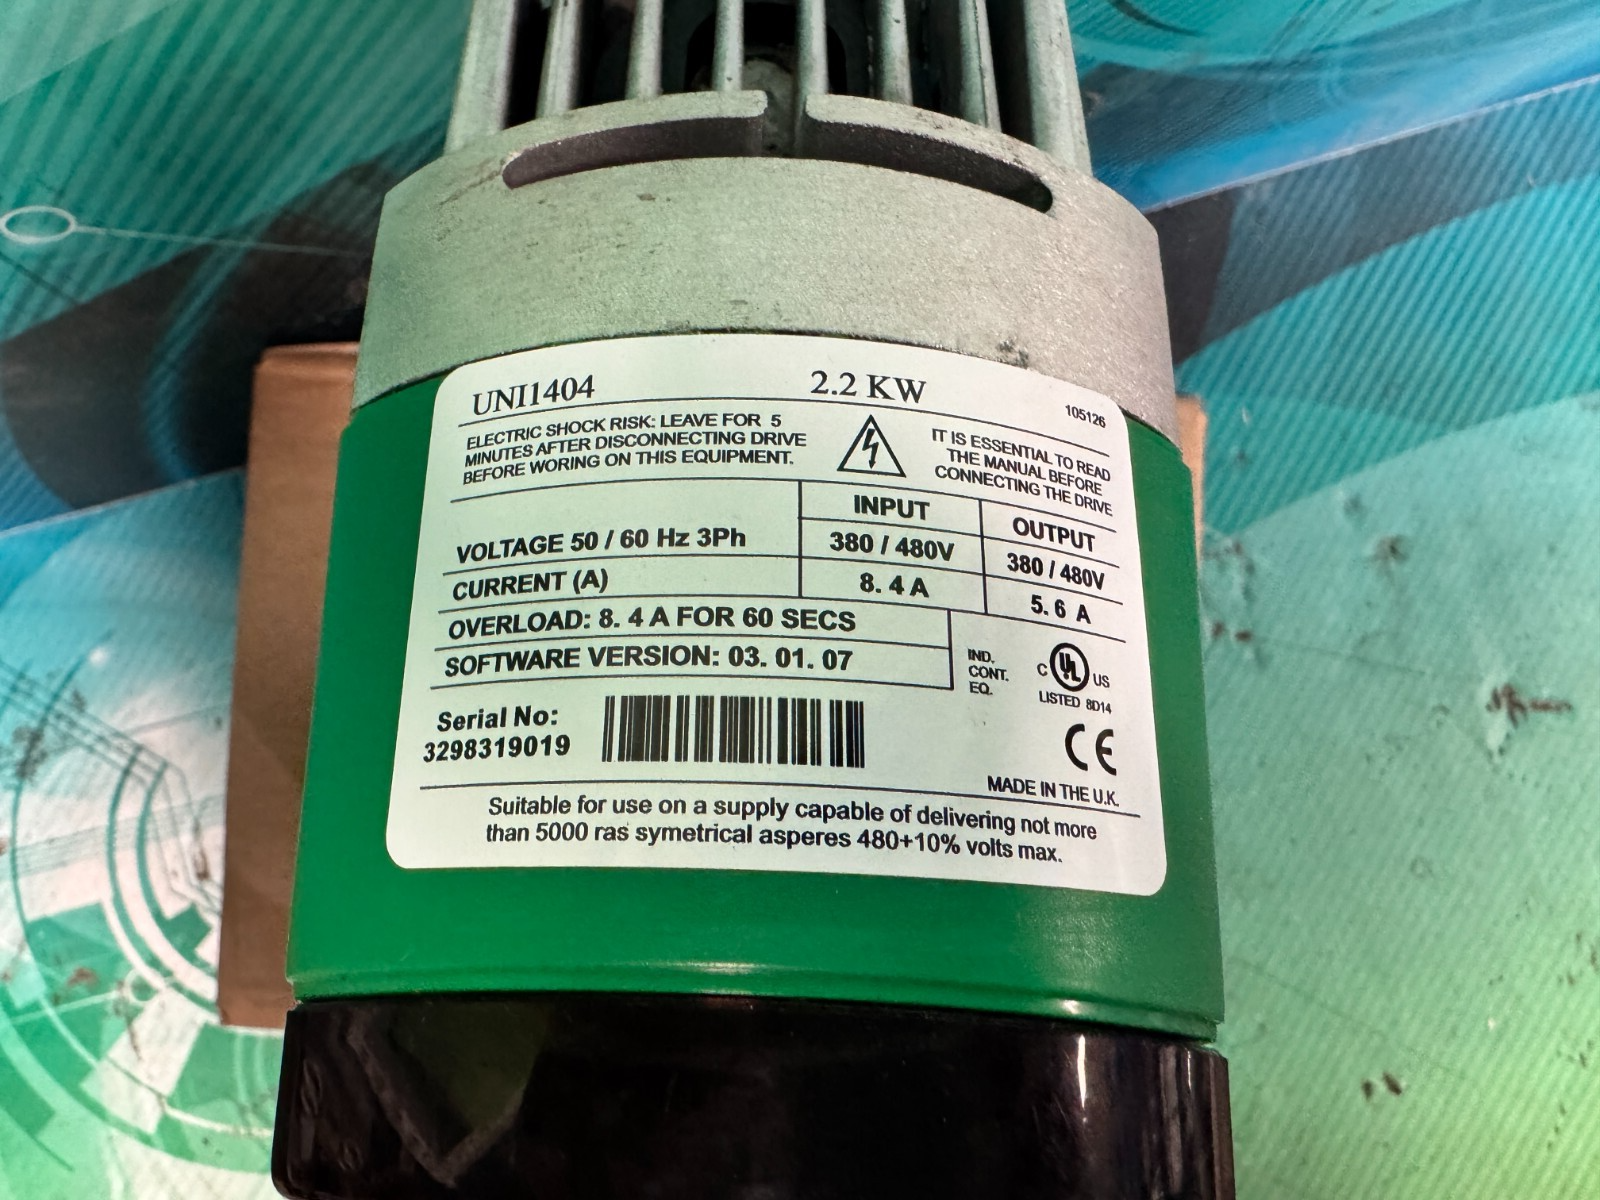 UNI1404 2.2 KW 105126
ELECTRIC SHOCK RISK: LEAVE FOR 5
MINUTES AFTER DISCONNECTING DRIVE
BEFORE WORING ON THIS EQUIPMENT.
IT IS ESSENTIAL TO READ
THE MANUAL BEFORE
CONNECTING THE DRIVE
INPUT OUTPUT
VOLTAGE 50 / 60 Hz 3Ph 380 / 480V 380 / 480V
CURRENT (A) 8. 4 A 5. 6 A
OVERLOAD: 8. 4 A FOR 60 SECS
SOFTWARE VERSION: 03. 01. 07
IND.
CONT.
EQ.
C UL US
LISTED 8D14
Serial No:
3298319019
CE
MADE IN THE U.K.
Suitable for use on a supply capable of delivering not more
than 5000 ras symetrical asperes 480+10% volts max.